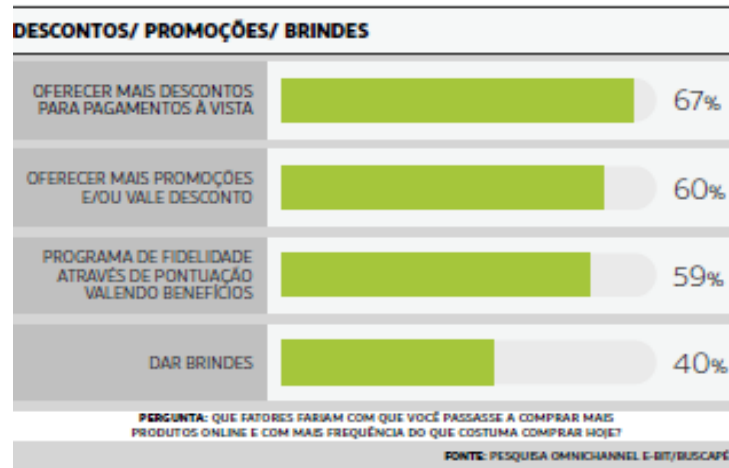 DESCONTOS/ PROMOÇÕES/ BRINDES
OFERECER MAIS DESCONTOS
PARA PAGAMENTOS À VISTA
67%
OFERECER MAIS PROMOÇÕES
E/OU VALE DESCONTO
60%
PROGRAMA DE FIDELIDADE
ATRAVÉS DE PONTUAÇÃO
VALENDO BENEFÍCIOS
59%
DAR BRINDES
40%
PERGUNTA: QUE FATORES FARIAM COM QUE VOCÊ PASSASSE A COMPRAR MAIS
PRODUTOS ONLINE E COM MAIS FREQUÊNCIA DO QUE COSTUMA COMPRAR HOJE?
FONTE: PESQUISA OMNICHANNEL E-BIT/BUSCAPÉ